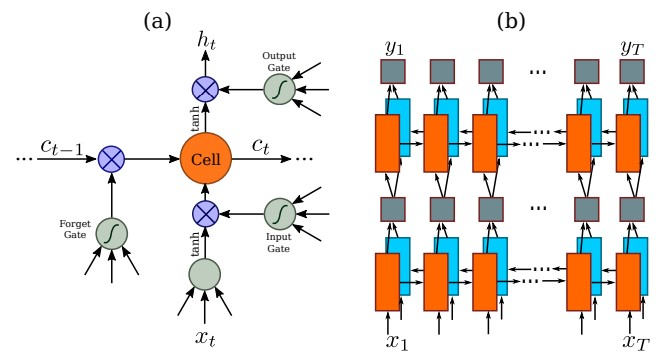 (a)
h_t
Output
Gate
tanh
... c_{t-1}
Cell
c_t ...
Forget
Gate
tanh
Input
Gate
x_t
(b)
y_1 y_T
...
...
...
...
...
...
x_1 x_T